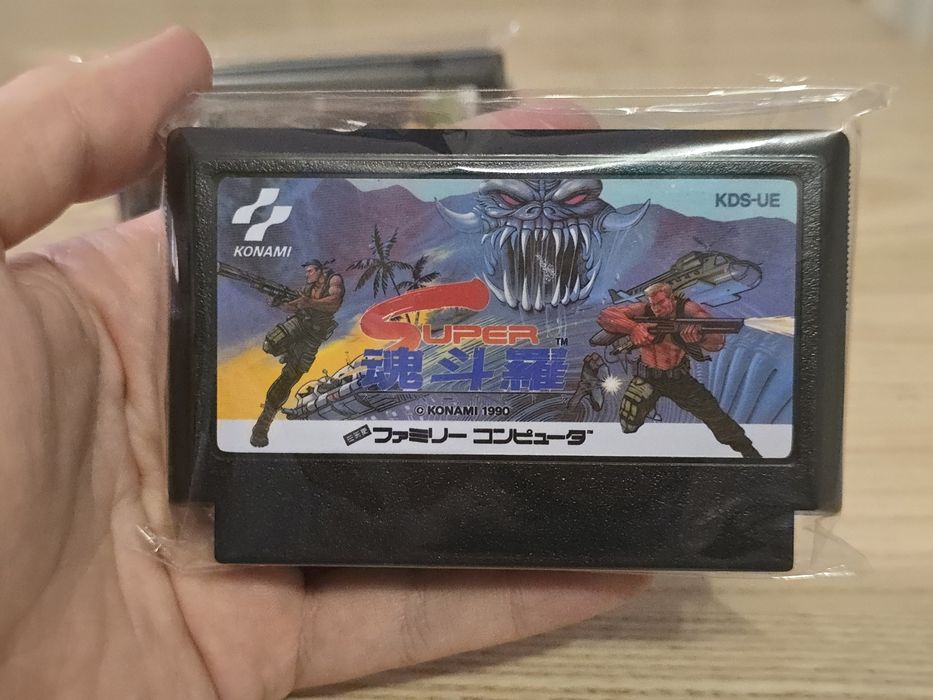 KONAMI
KDS-UE
SUPER
TM
魂斗羅
© KONAMI 1990
ファミリー コンピュータ